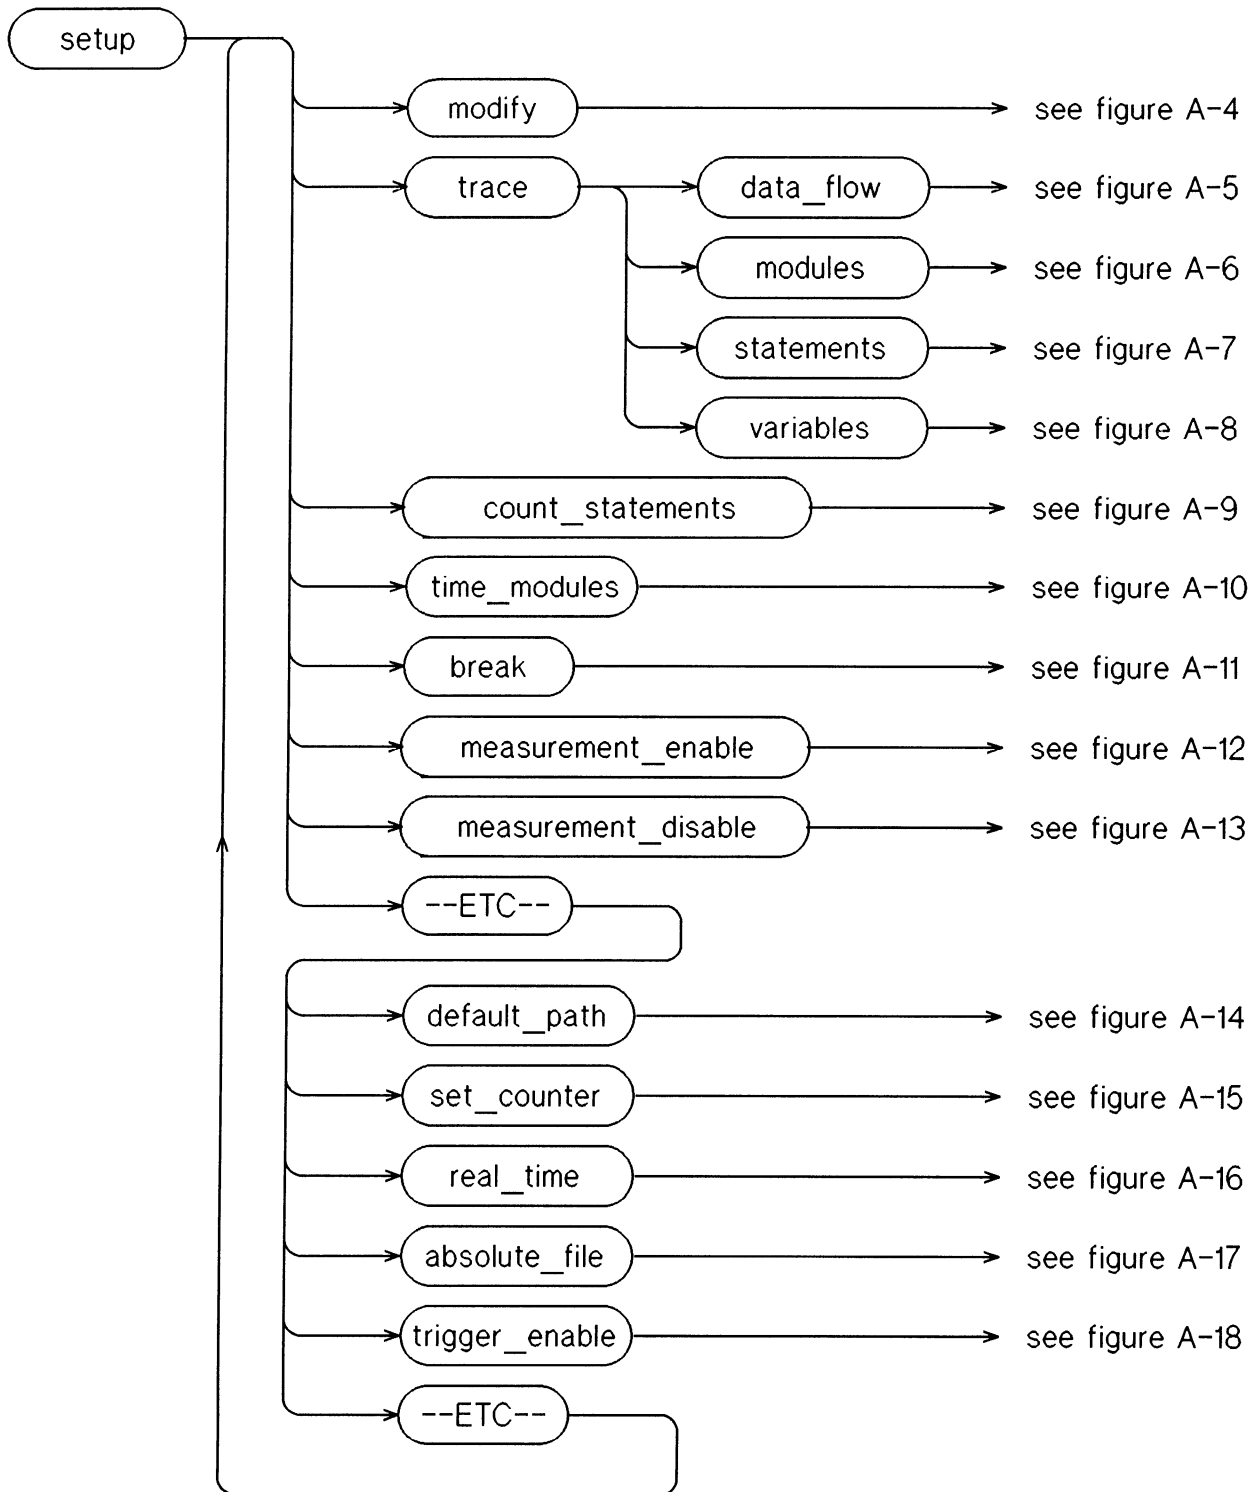 setup
modify see figure A-4
trace data_flow see figure A-5
modules see figure A-6
statements see figure A-7
variables see figure A-8
count_statements see figure A-9
time_modules see figure A-10
break see figure A-11
measurement_enable see figure A-12
measurement_disable see figure A-13
--ETC--
default_path see figure A-14
set_counter see figure A-15
real_time see figure A-16
absolute_file see figure A-17
trigger_enable see figure A-18
--ETC--